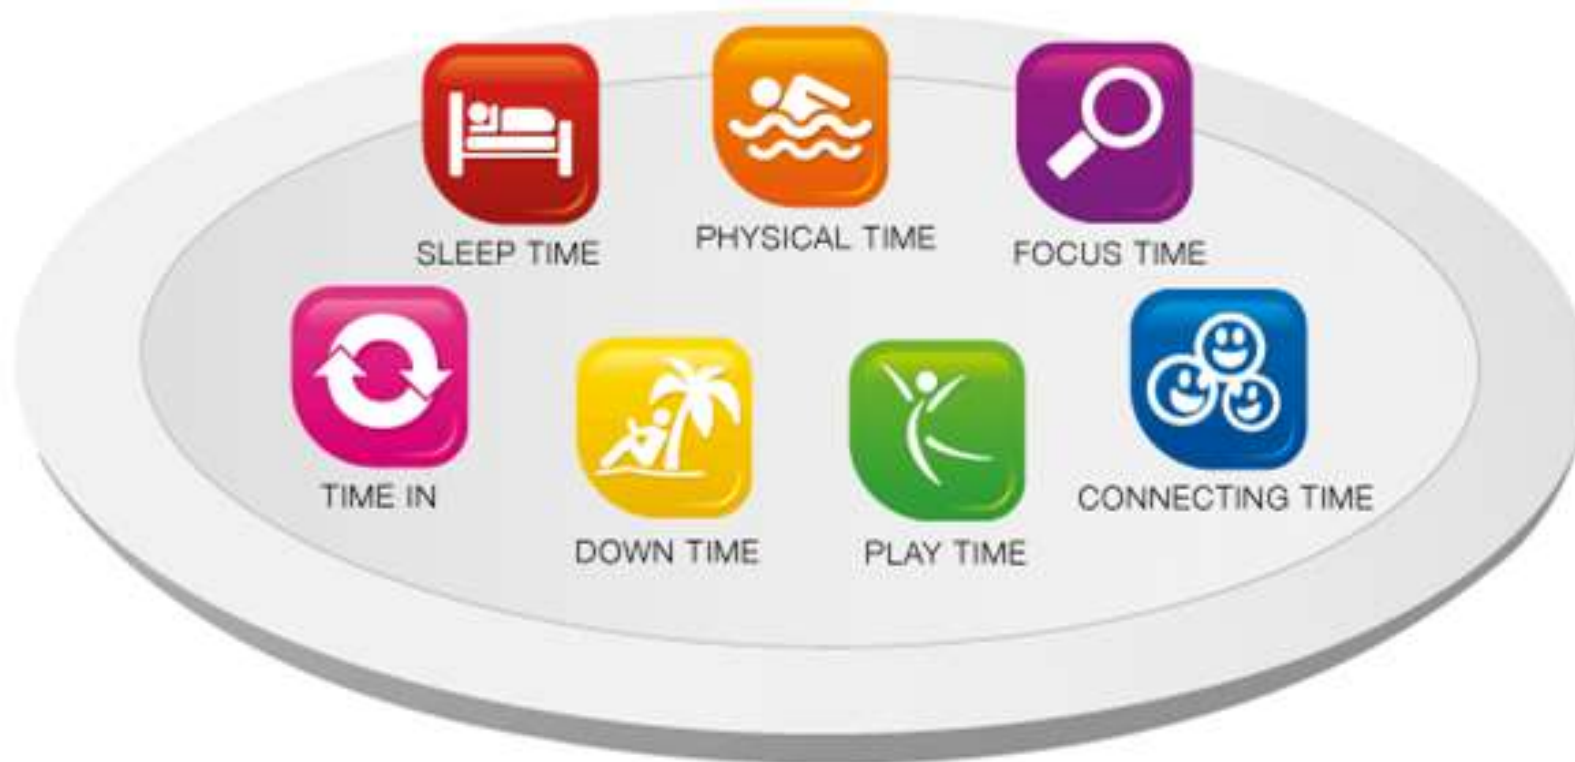 SLEEP TIME
PHYSICAL TIME
FOCUS TIME
TIME IN
DOWN TIME
PLAY TIME
CONNECTING TIME